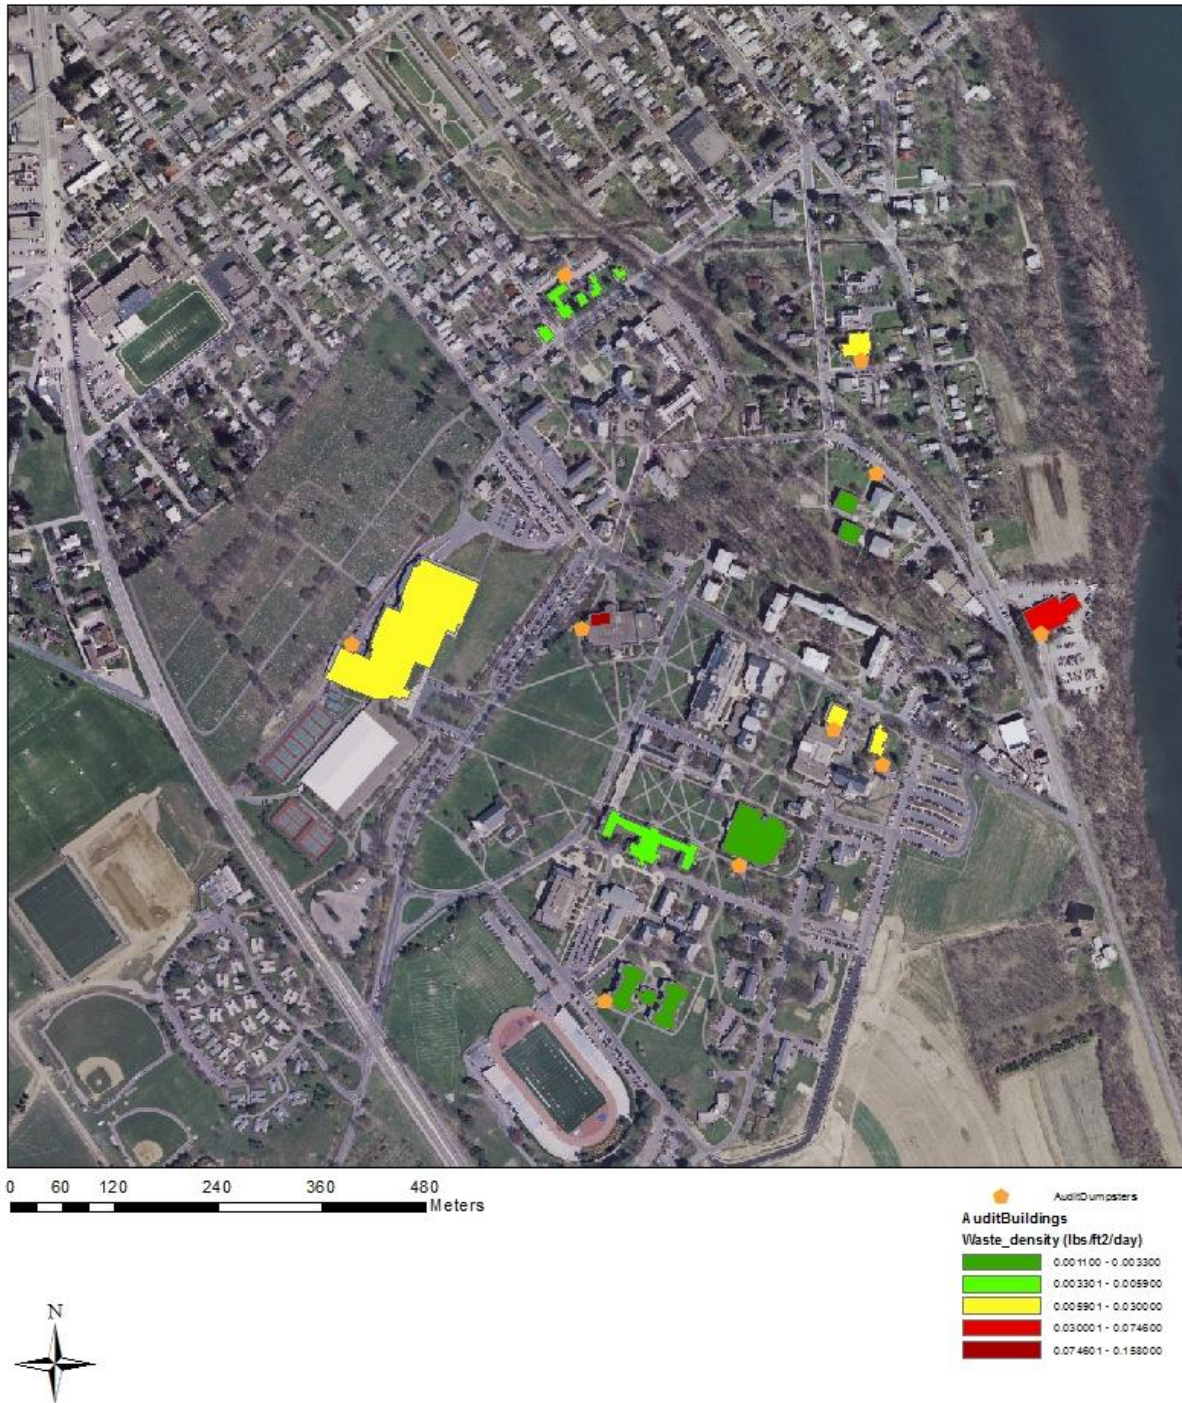 0 60 120 240 360 480
Meters
AuditDumpsters
AuditBuildings
Waste_density (lbs/ft2/day)
0.001100 - 0.003300
0.003301 - 0.005900
0.005901 - 0.030000
0.030001 - 0.074600
0.074601 - 0.158000
N